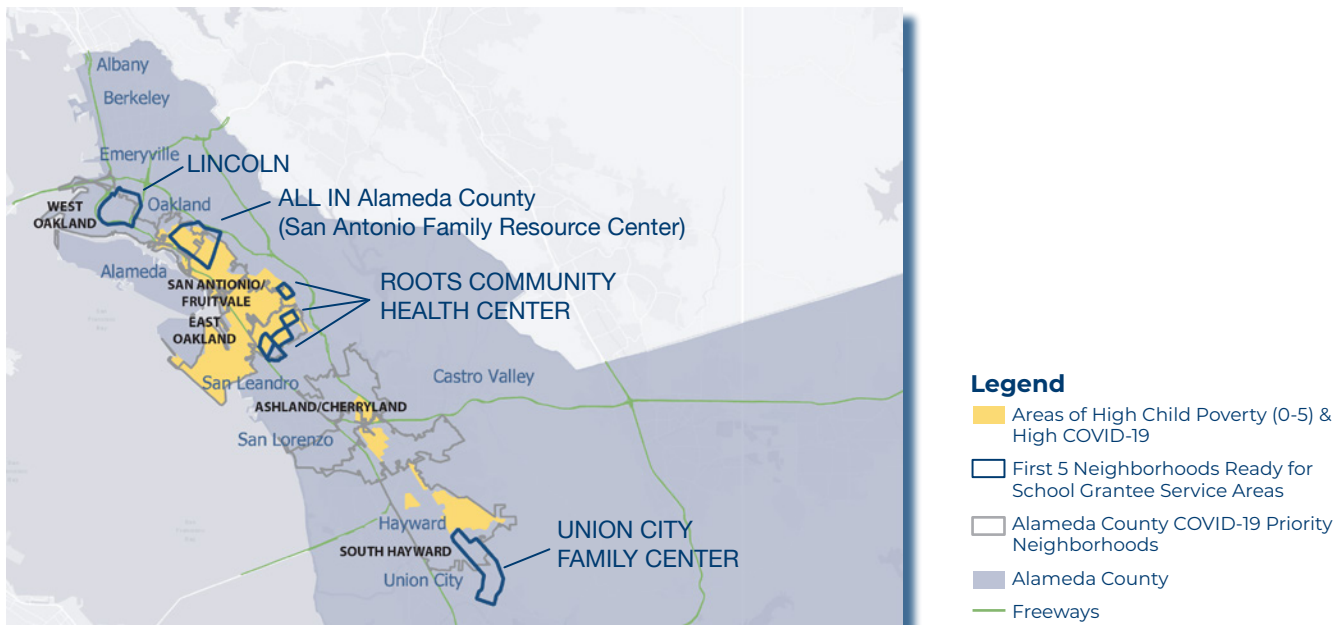 Albany
Berkeley
Emeryville
LINCOLN
WEST
OAKLAND
Oakland
ALL IN Alameda County
(San Antonio Family Resource Center)
Alameda
SAN ANTIONIO/
FRUITVALE
ROOTS COMMUNITY
HEALTH CENTER
EAST
OAKLAND
San Leandro
Castro Valley
ASHLAND/CHERRYLAND
San Lorenzo
Hayward
UNION CITY
FAMILY CENTER
SOUTH HAYWARD
Union City
Legend
Areas of High Child Poverty (0-5) &
High COVID-19
First 5 Neighborhoods Ready for
School Grantee Service Areas
Alameda County COVID-19 Priority
Neighborhoods
Alameda County
Freeways